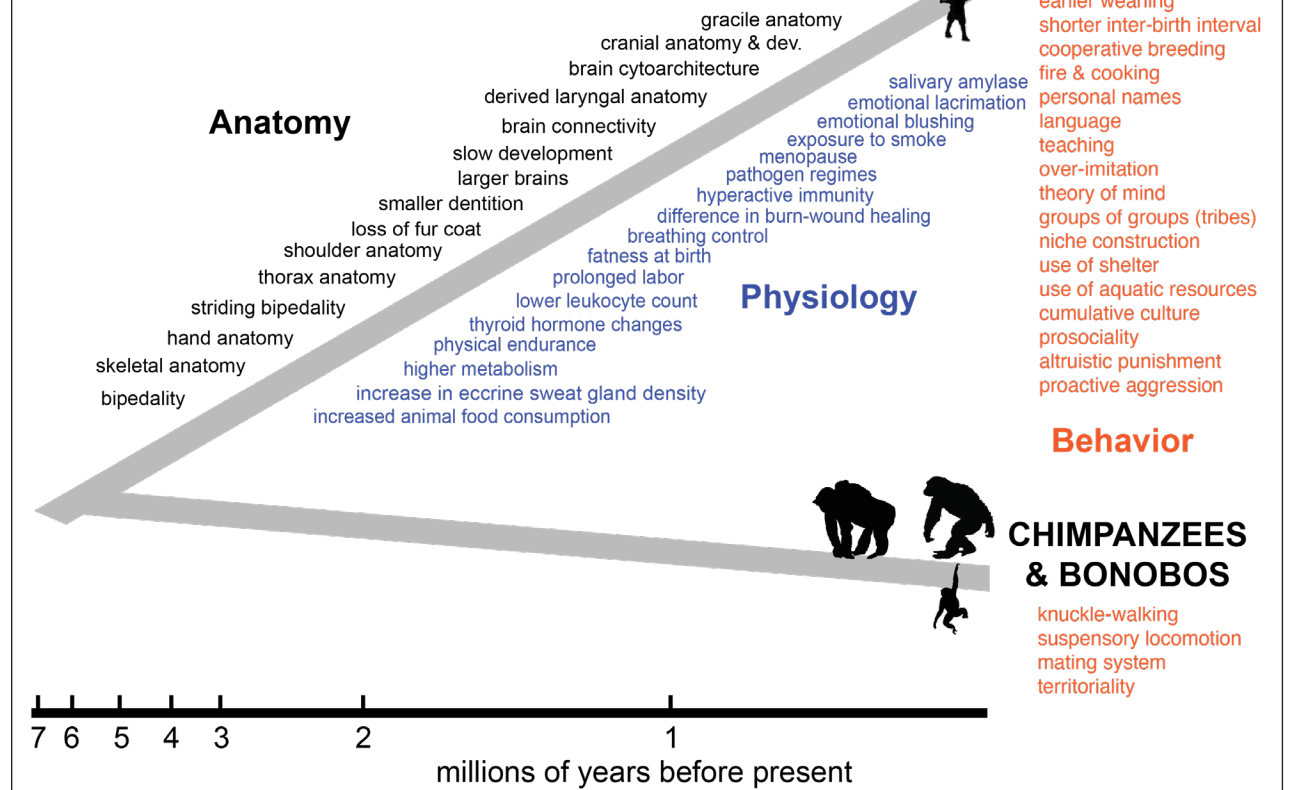 earlier weaning
shorter inter-birth interval
cooperative breeding
fire & cooking
personal names
language
teaching
over-imitation
theory of mind
groups of groups (tribes)
niche construction
use of shelter
use of aquatic resources
cumulative culture
prosociality
altruistic punishment
proactive aggression
Behavior
gracile anatomy
cranial anatomy & dev.
brain cytoarchitecture
derived laryngal anatomy
brain connectivity
slow development
larger brains
smaller dentition
loss of fur coat
shoulder anatomy
thorax anatomy
striding bipedality
hand anatomy
skeletal anatomy
bipedality
Anatomy
salivary amylase
emotional lacrimation
emotional blushing
exposure to smoke
menopause
pathogen regimes
hyperactive immunity
difference in burn-wound healing
breathing control
fatness at birth
prolonged labor
lower leukocyte count
thyroid hormone changes
physical endurance
higher metabolism
increase in eccrine sweat gland density
increased animal food consumption
Physiology
CHIMPANZEES
& BONOBOS
knuckle-walking
suspensory locomotion
mating system
territoriality
7 6 5 4 3 2 1
millions of years before present